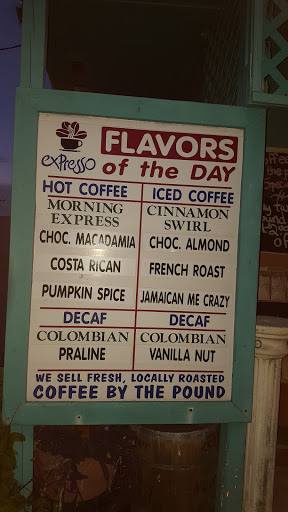 exPresso
FLAVORS
of the DAY
HOT COFFEE
MORNING
EXPRESS
CHOC. MACADAMIA
COSTA RICAN
PUMPKIN SPICE
DECAF
COLOMBIAN
PRALINE
ICED COFFEE
CINNAMON
SWIRL
CHOC. ALMOND
FRENCH ROAST
JAMAICAN ME CRAZY
DECAF
COLOMBIAN
VANILLA NUT
WE SELL FRESH, LOCALLY ROASTED
COFFEE BY THE POUND